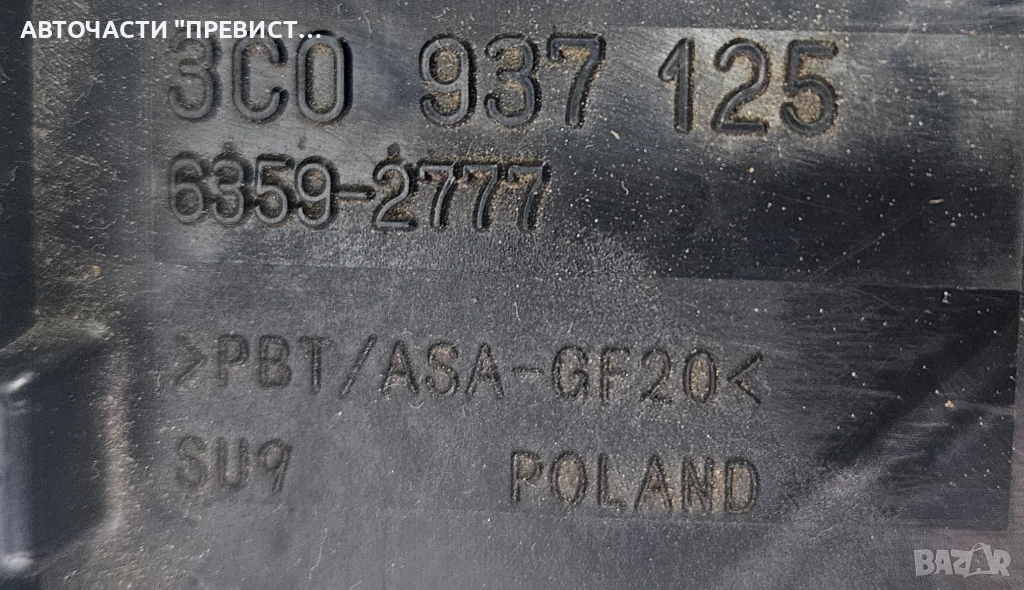 АВТОЧАСТИ "ПРЕВИСТ...
3C0 937 125
6359-2777
>PBT/ASA-GF20<
SU9
POLAND
BAZAR